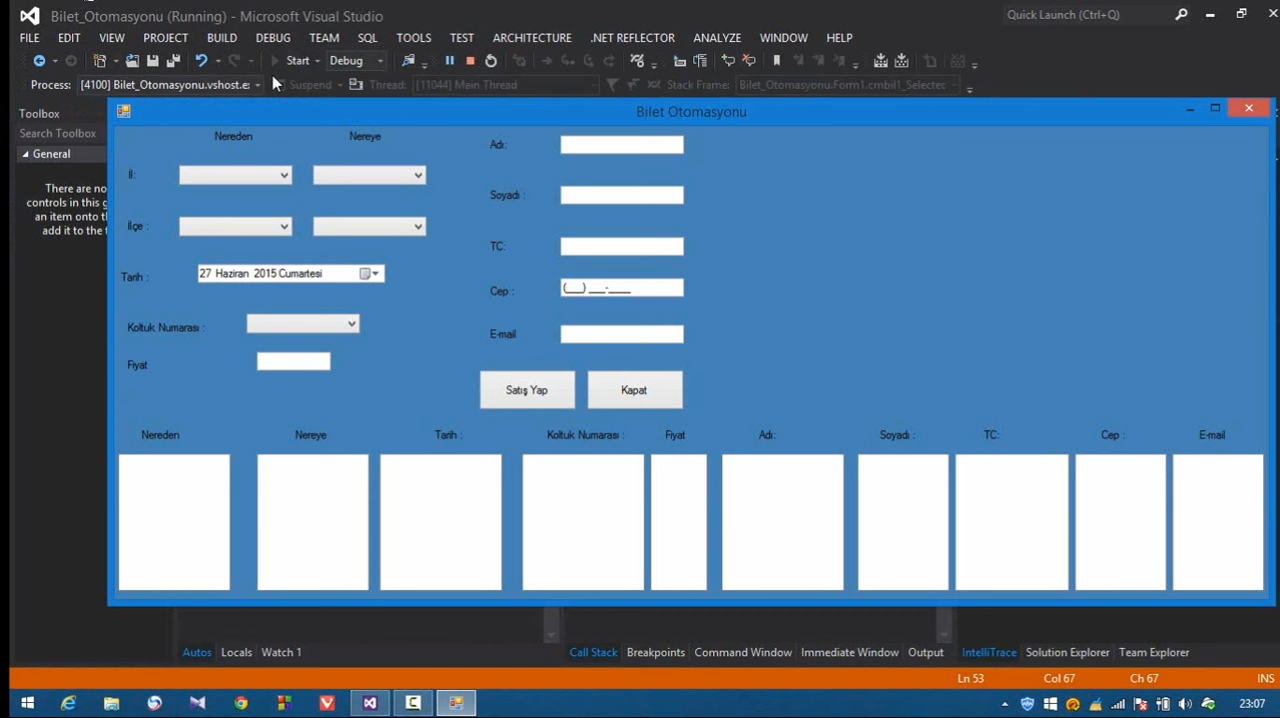 Bilet_Otomasyonu (Running) - Microsoft Visual Studio
Quick Launch (Ctrl+Q)
FILE EDIT VIEW PROJECT BUILD DEBUG TEAM SQL TOOLS TEST ARCHITECTURE .NET REFLECTOR ANALYZE WINDOW HELP
Start Debug
Process: [4100] Bilet_Otomasyonu.vshost.e Suspend Thread: [11044] Main Thread Stack Frame: Bilet_Otomasyonu.Form1.cmbil1_Selectec
Toolbox
Search Toolbox
General
There are no
controls in this g
an item onto th
add it to the t
Bilet Otomasyonu
Nereden Nereye
İl:
İlçe :
Tarih : 27 Haziran 2015 Cumartesi
Koltuk Numarası :
Fiyat
Adı:
Soyadı :
TC:
Cep : (___) ___-____
E-mail
Satış Yap Kapat
Nereden Nereye Tarih : Koltuk Numarası : Fiyat Adı: Soyadı : TC: Cep : E-mail
Autos Locals Watch 1 Call Stack Breakpoints Command Window Immediate Window Output IntelliTrace Solution Explorer Team Explorer
Ln 53 Col 67 Ch 67 INS
23:07